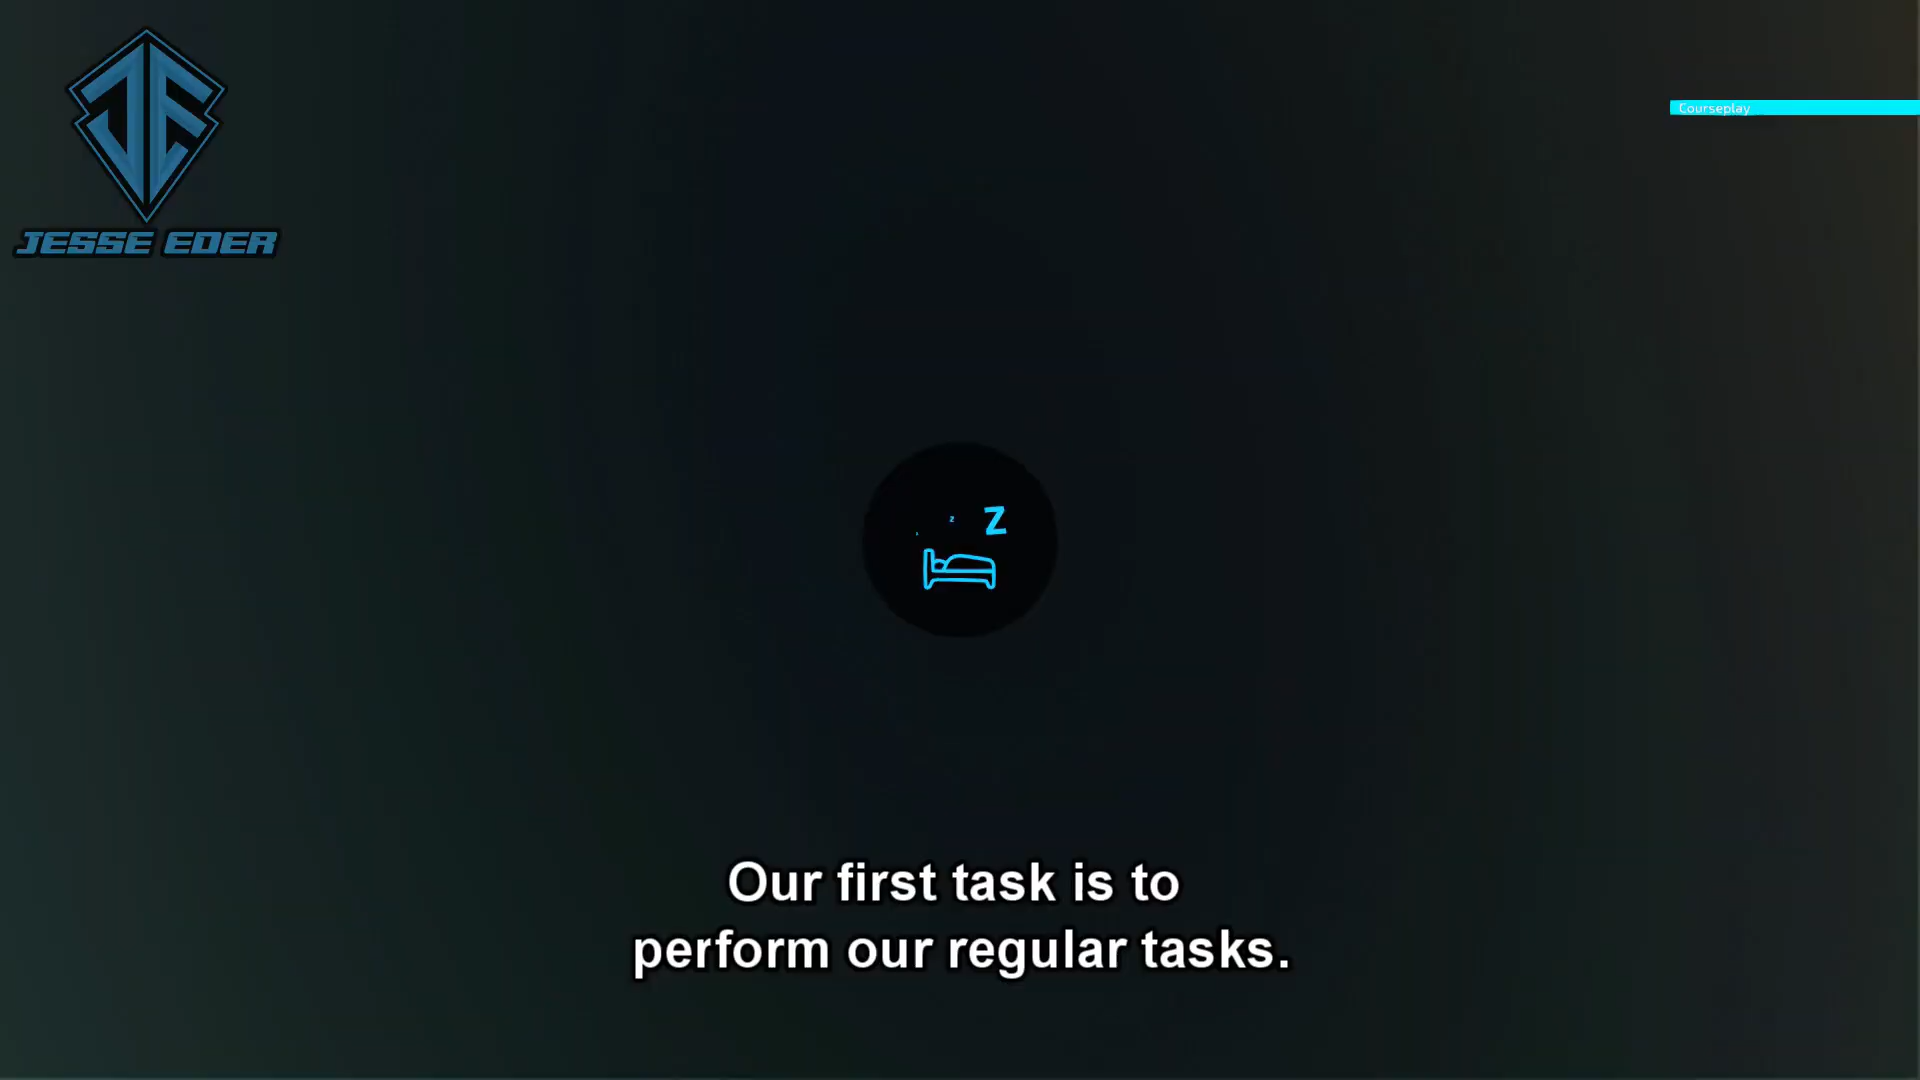 JESSE EDER
Courseplay
z
Z
Our first task is to
perform our regular tasks.